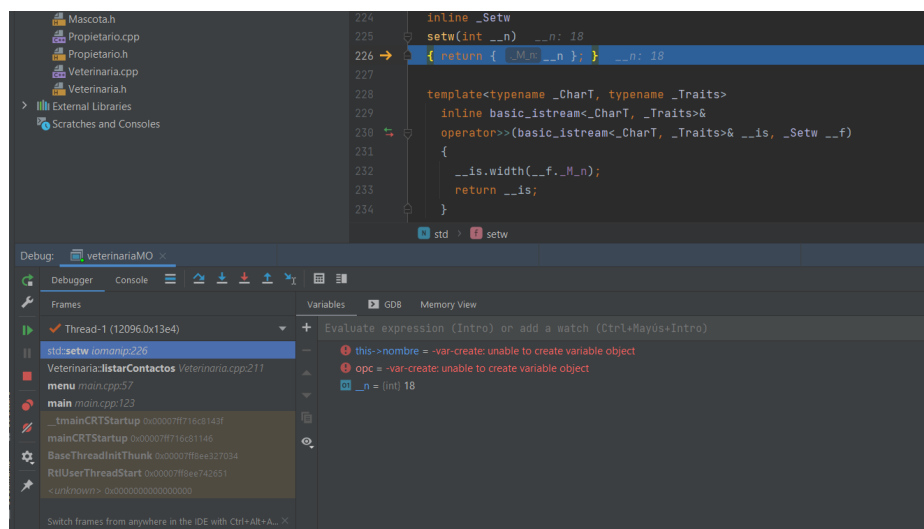 Mascota.h
Propietario.cpp
Propietario.h
Veterinaria.cpp
Veterinaria.h
External Libraries
Scratches and Consoles
224 inline _Setw
225 setw(int __n) __n: 18
226 { return { _M_n: __n }; } __n: 18
227
228 template<typename _CharT, typename _Traits>
229 inline basic_istream<_CharT, _Traits>&
230 operator>>(basic_istream<_CharT, _Traits>& __is, _Setw __f)
231 {
232 __is.width(__f._M_n);
233 return __is;
234 }
N std > f setw
Debug: veterinariaMO
Debugger Console
Frames
Variables GDB Memory View
Thread-1 (12096.0x13e4)
Evaluate expression (Intro) or add a watch (Ctrl+Mayús+Intro)
std::setw iomanip:226
Veterinaria::listarContactos Veterinaria.cpp:211
menu main.cpp:57
main main.cpp:123
__tmainCRTStartup 0x00007ff716c8143f
mainCRTStartup 0x00007ff716c81146
BaseThreadInitThunk 0x00007ff8ee327034
RtlUserThreadStart 0x00007ff8ee742651
<unknown> 0x0000000000000000
this->nombre = -var-create: unable to create variable object
opc = -var-create: unable to create variable object
01 __n = {int} 18
Switch frames from anywhere in the IDE with Ctrl+Alt+A...